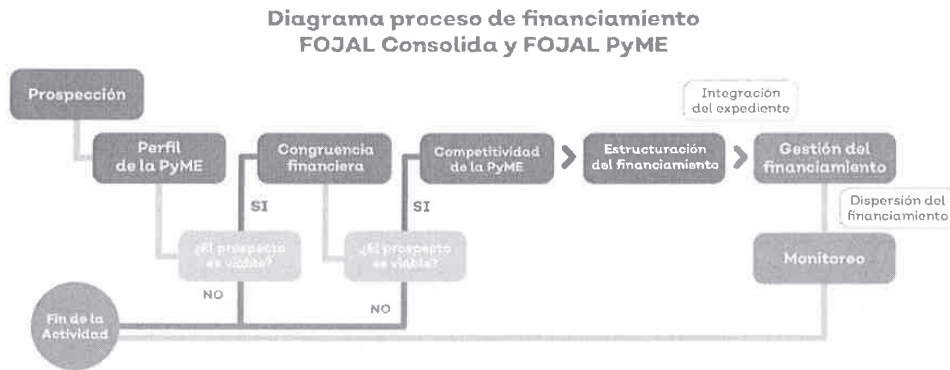 Diagrama proceso de financiamiento
FOJAL Consolida y FOJAL PyME
Prospección
Integración
del expediente
Perfil
de la PyME
Congruencia
financiera
Competitividad
de la PyME
Estructuración
del financiamiento
Gestión del
financiamiento
SI
SI
Dispersión del
financiamiento
¿El prospecto
es viable?
¿El prospecto
es viable?
Monitoreo
NO
NO
Fin de la
Actividad